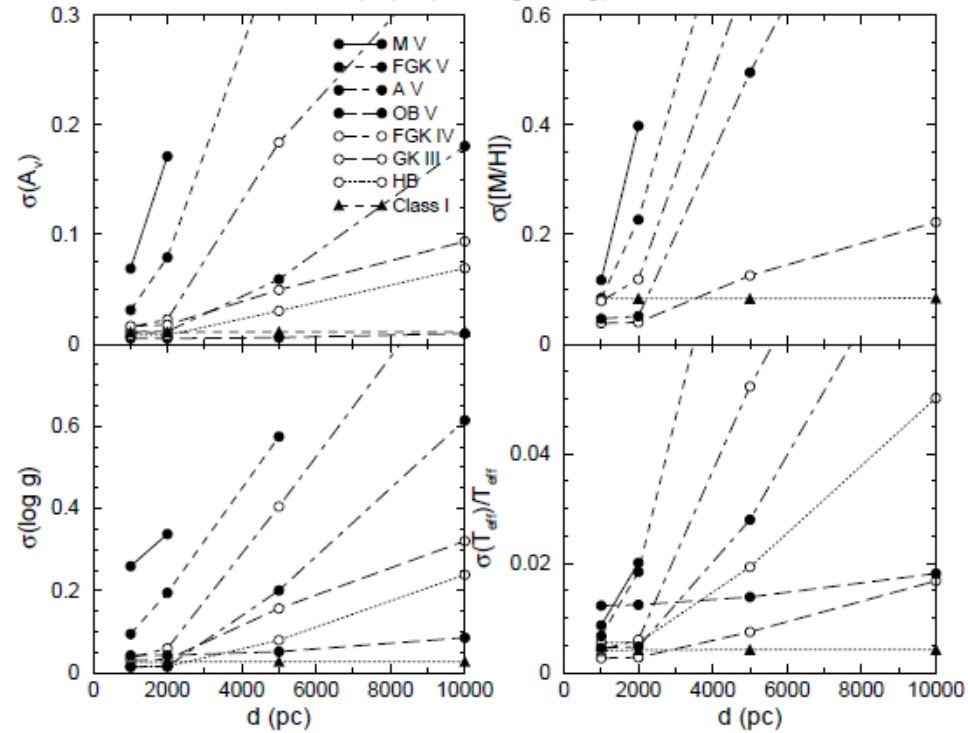 0.3
0.2
0.1
0
σ(Aᵥ)
M V
FGK V
A V
OB V
FGK IV
GK III
HB
Class I
0.6
0.4
0.2
0
σ([M/H])
0.6
0.4
0.2
0
σ(log g)
0 2000 4000 6000 8000 10000
d (pc)
0.04
0.02
0
σ(T_eff)/T_eff
0 2000 4000 6000 8000 10000
d (pc)